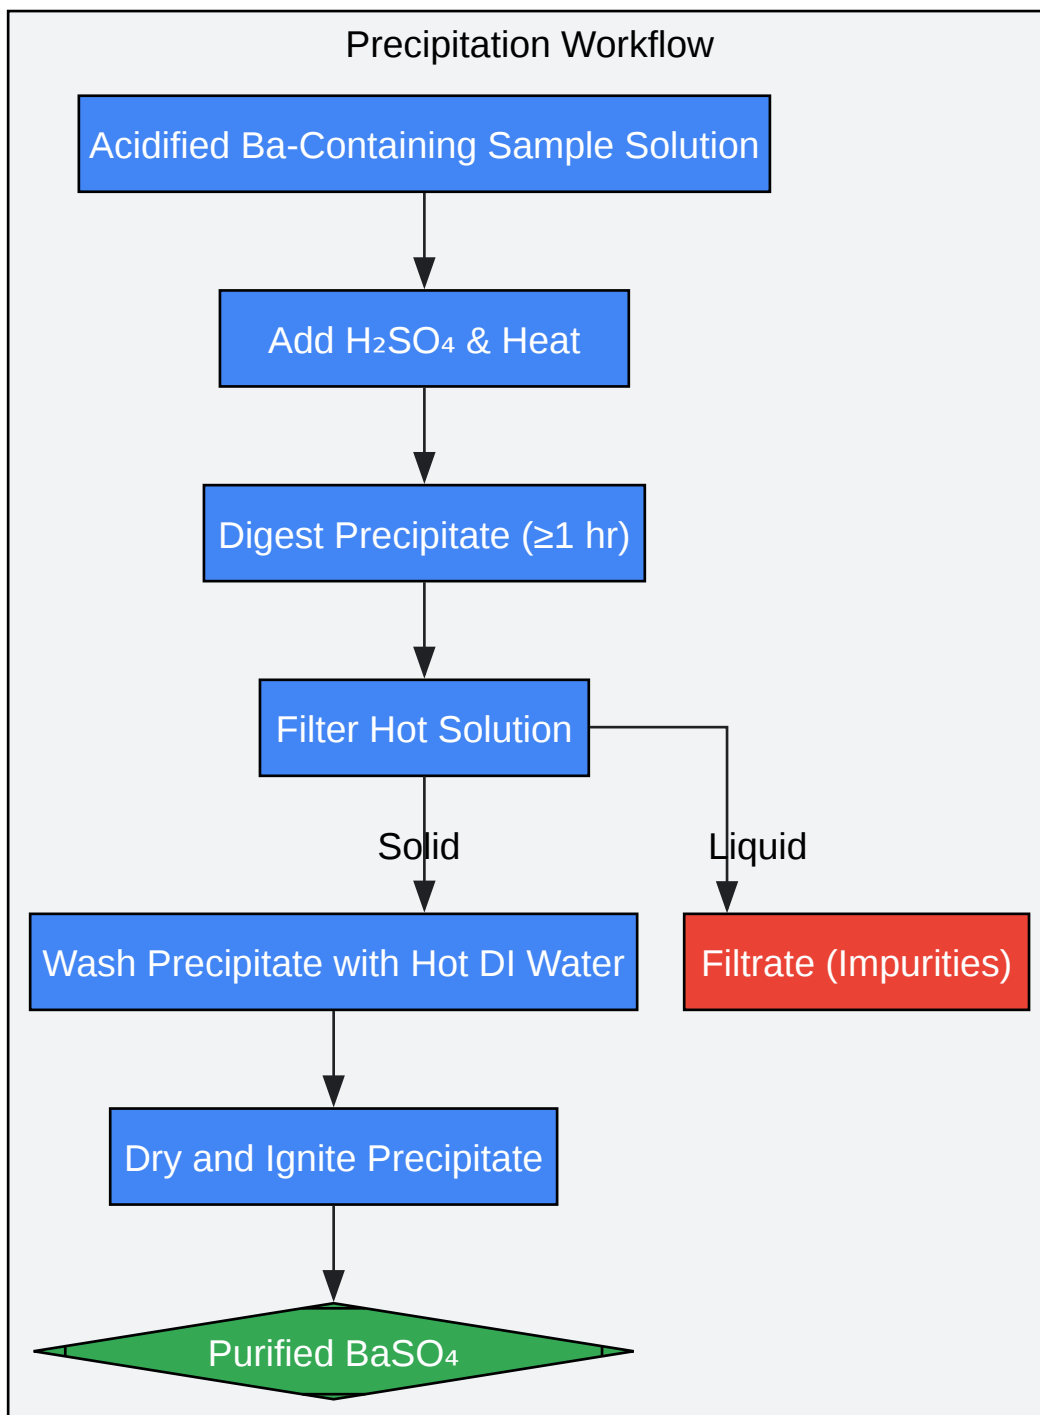 Precipitation Workflow
Acidified Ba-Containing Sample Solution
Add H₂SO₄ & Heat
Digest Precipitate (≥1 hr)
Filter Hot Solution
Solid
Liquid
Wash Precipitate with Hot DI Water
Filtrate (Impurities)
Dry and Ignite Precipitate
Purified BaSO₄